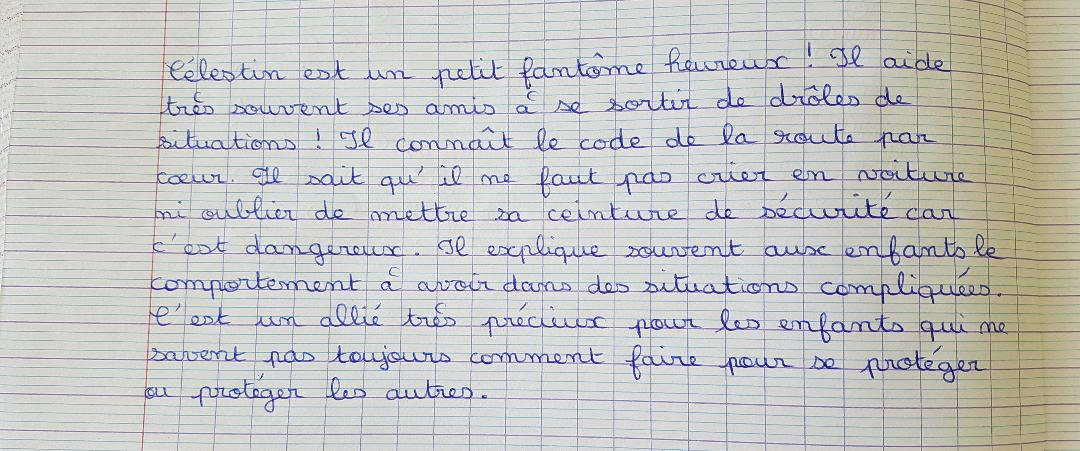 Célestin est un petit fantôme heureux ! Il aide
très souvent ses amis à se sortir de drôles de
situations ! Il connaît le code de la route par
coeur. Il sait qu'il ne faut pas crier en voiture
ni oublier de mettre sa ceinture de sécurité car
c'est dangereux. Il explique souvent aux enfants le
comportement à avoir dans des situations compliquées.
C'est un allié très précieux pour les enfants qui ne
savent pas toujours comment faire pour se protéger
ou protéger les autres.